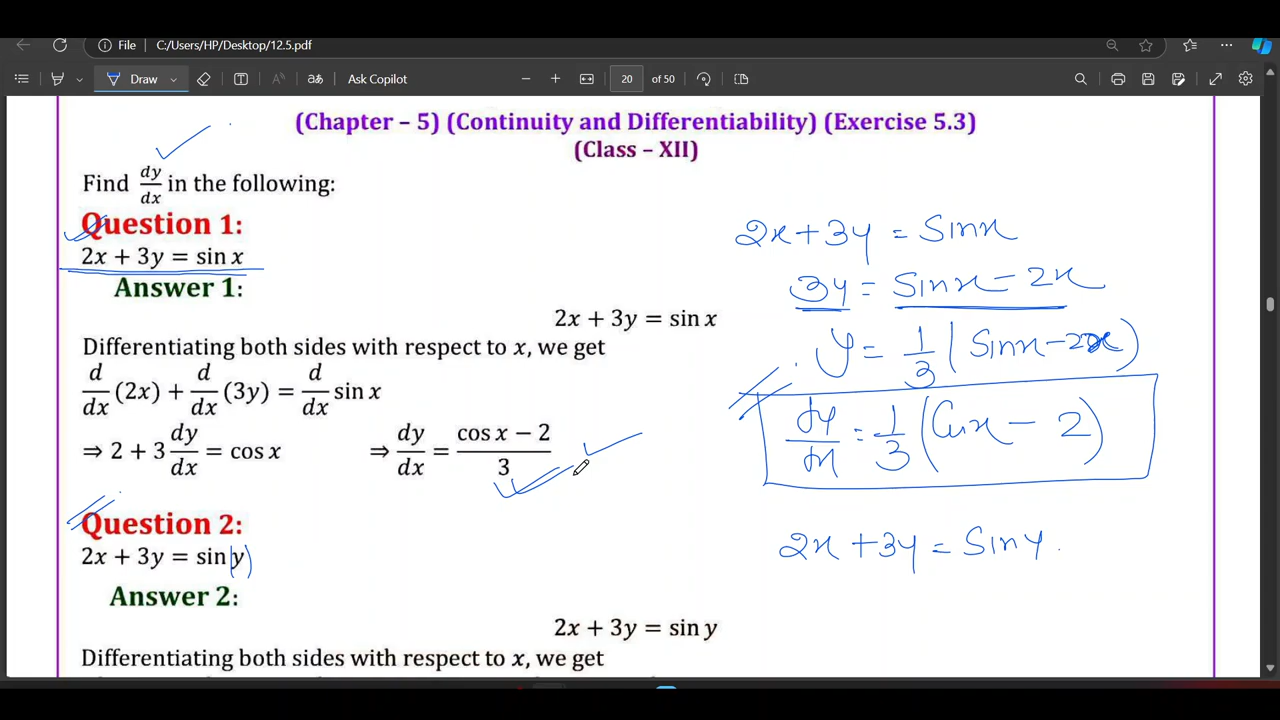 File C:/Users/HP/Desktop/12.5.pdf
Draw Ask Copilot 20 of 50
(Chapter – 5) (Continuity and Differentiability) (Exercise 5.3)
(Class – XII)
Find dy/dx in the following:
Question 1:
2x + 3y = sin x
Answer 1:
2x + 3y = sin x
Differentiating both sides with respect to x, we get
d/dx (2x) + d/dx (3y) = d/dx sin x
⇒ 2 + 3 dy/dx = cos x ⇒ dy/dx = (cos x − 2)/3
Question 2:
2x + 3y = sin y
Answer 2:
2x + 3y = sin y
Differentiating both sides with respect to x, we get
2x + 3y = Sinx
3y = Sinx − 2x
y = 1/3 (Sinx − 2x)
dy/dx = 1/3 (Cosx − 2)
2x + 3y = Sin y